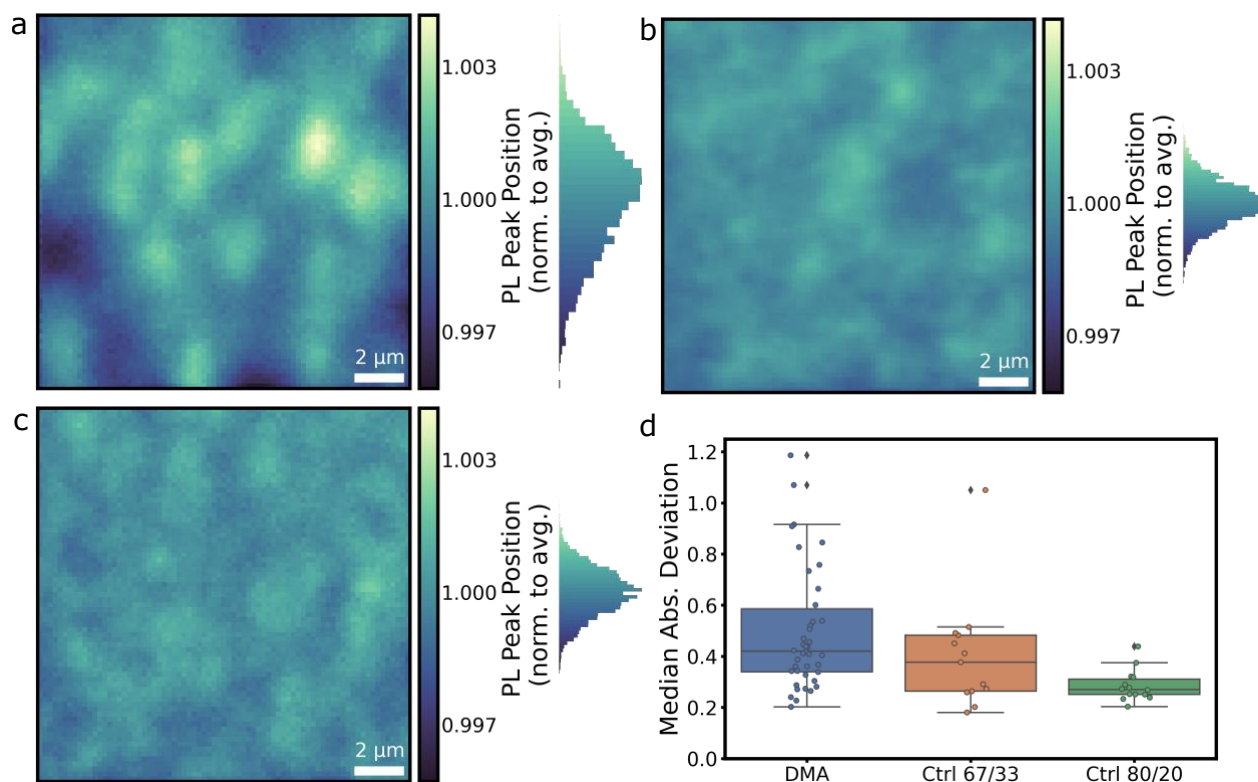 a
1.003
1.000
0.997
PL Peak Position
(norm. to avg.)
2 μm
b
1.003
1.000
0.997
PL Peak Position
(norm. to avg.)
2 μm
c
1.003
1.000
0.997
PL Peak Position
(norm. to avg.)
2 μm
d
Median Abs. Deviation
1.2
1.0
0.8
0.6
0.4
0.2
0.0
DMA
Ctrl 67/33
Ctrl 80/20